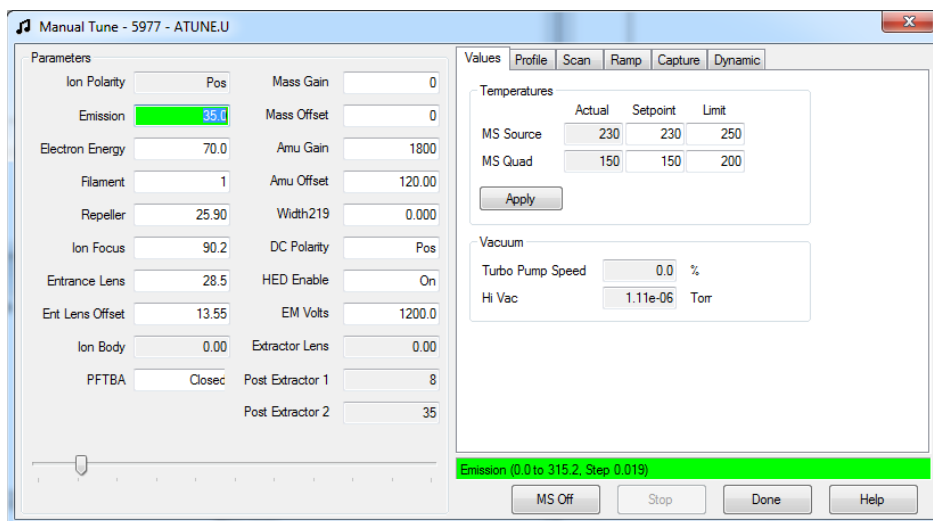 Manual Tune - 5977 - ATUNE.U
Parameters
Ion Polarity Pos
Emission 35.0
Electron Energy 70.0
Filament 1
Repeller 25.90
Ion Focus 90.2
Entrance Lens 28.5
Ent Lens Offset 13.55
Ion Body 0.00
PFTBA Closed
Mass Gain 0
Mass Offset 0
Amu Gain 1800
Amu Offset 120.00
Width219 0.000
DC Polarity Pos
HED Enable On
EM Volts 1200.0
Extractor Lens 0.00
Post Extractor 1 8
Post Extractor 2 35
Values Profile Scan Ramp Capture Dynamic
Temperatures
Actual Setpoint Limit
MS Source 230 230 250
MS Quad 150 150 200
Apply
Vacuum
Turbo Pump Speed 0.0 %
Hi Vac 1.11e-06 Torr
Emission (0.0 to 315.2, Step 0.019)
MS Off Stop Done Help